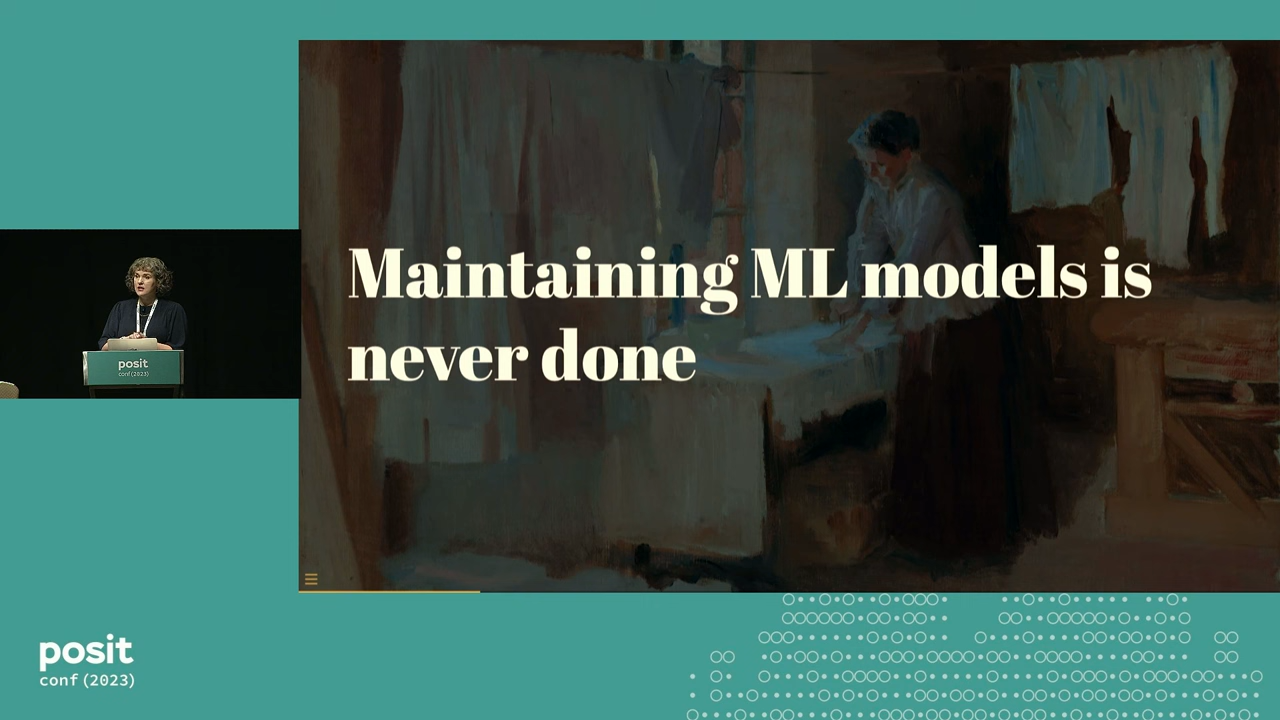 Maintaining ML models is
never done
posit
conf(2023)
posit
conf(2023)